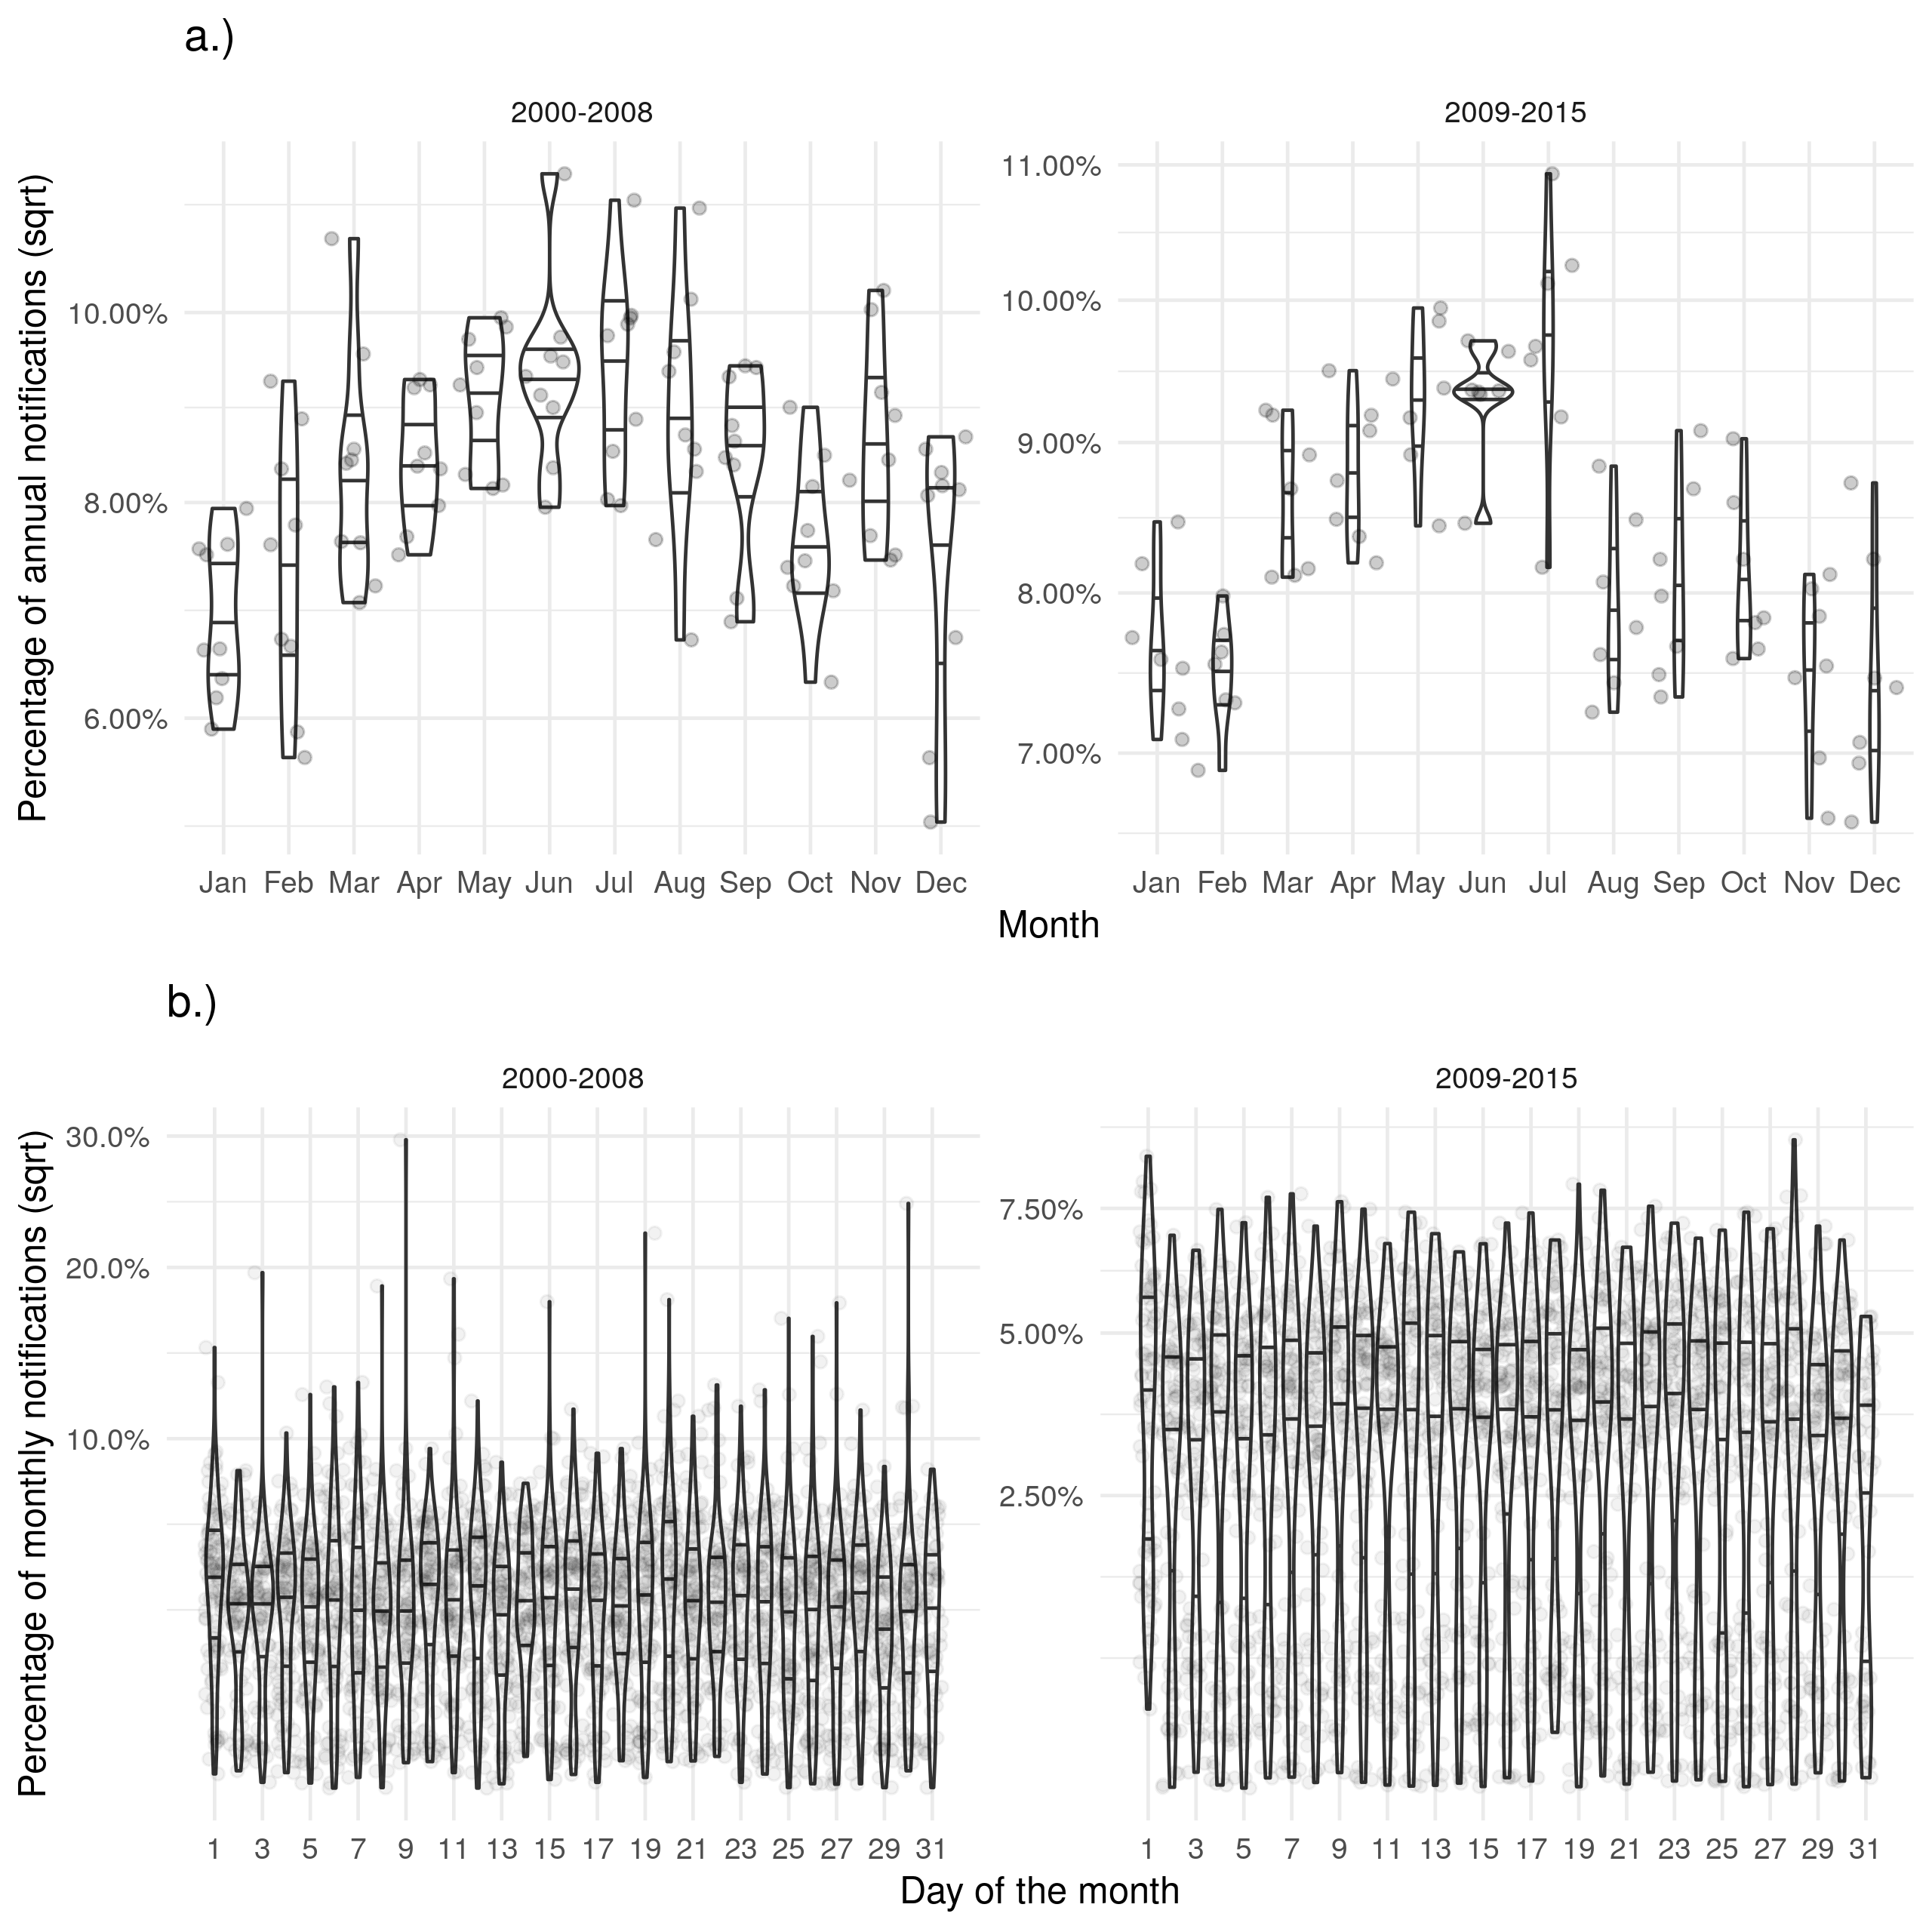 a.)
2000-2008 2009-2015
Percentage of annual notifications (sqrt)
10.00%
8.00%
6.00%
11.00%
10.00%
9.00%
8.00%
7.00%
Jan Feb Mar Apr May Jun Jul Aug Sep Oct Nov Dec
Jan Feb Mar Apr May Jun Jul Aug Sep Oct Nov Dec
Month
b.)
2000-2008 2009-2015
Percentage of monthly notifications (sqrt)
30.0%
20.0%
10.0%
7.50%
5.00%
2.50%
1 3 5 7 9 11 13 15 17 19 21 23 25 27 29 31
1 3 5 7 9 11 13 15 17 19 21 23 25 27 29 31
Day of the month